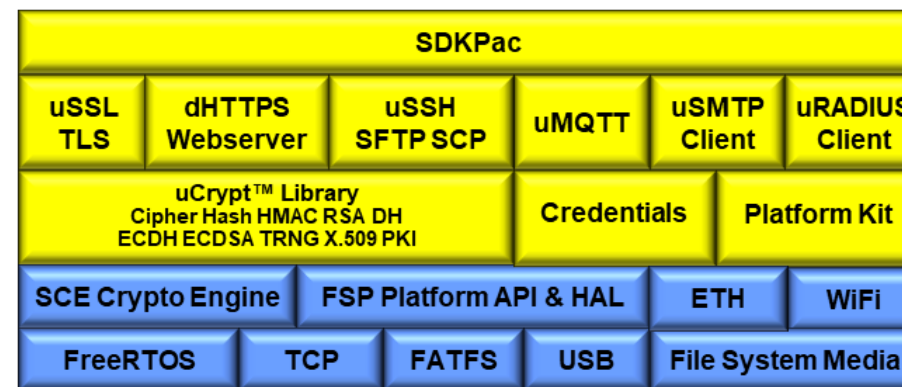 SDKPac
uSSL
TLS
dHTTPS
Webserver
uSSH
SFTP SCP
uMQTT
uSMTP
Client
uRADIUS
Client
uCrypt™ Library
Cipher Hash HMAC RSA DH
ECDH ECDSA TRNG X.509 PKI
Credentials
Platform Kit
SCE Crypto Engine
FSP Platform API & HAL
ETH
WiFi
FreeRTOS
TCP
FATFS
USB
File System Media